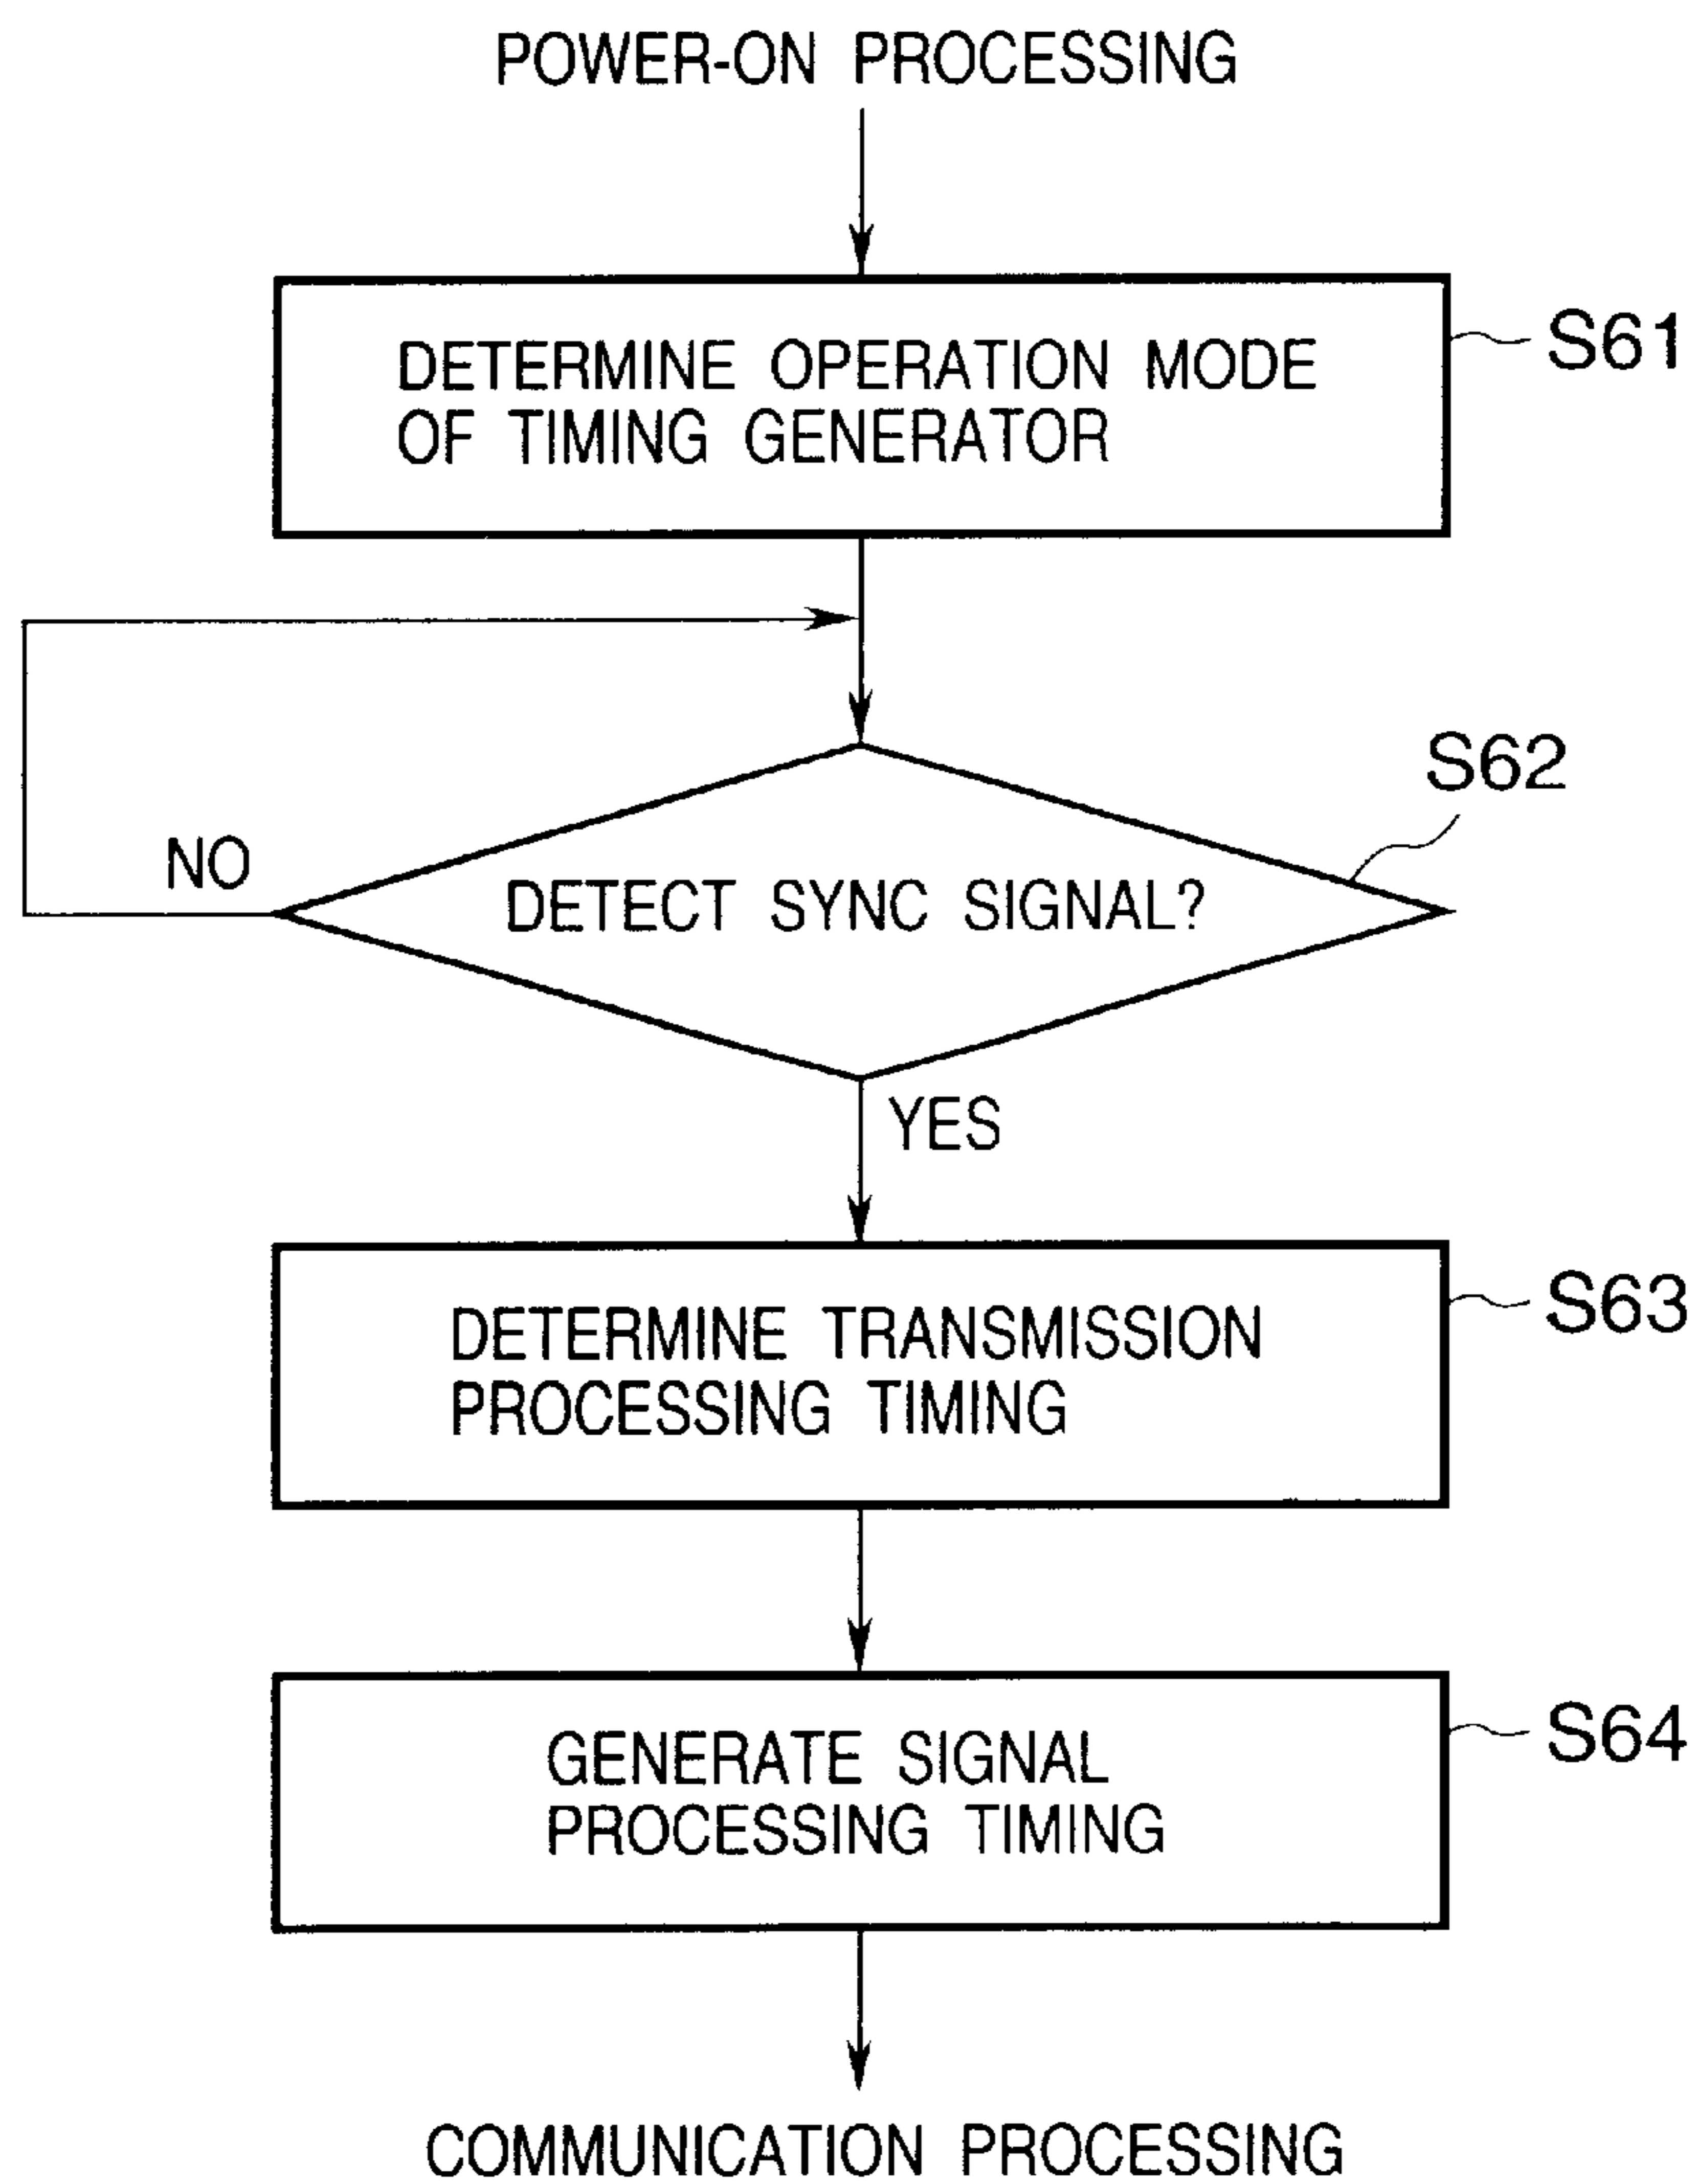 POWER-ON PROCESSING
DETERMINE OPERATION MODE
OF TIMING GENERATOR
S61
S62
NO
DETECT SYNC SIGNAL?
YES
DETERMINE TRANSMISSION
PROCESSING TIMING
S63
GENERATE SIGNAL
PROCESSING TIMING
S64
COMMUNICATION PROCESSING